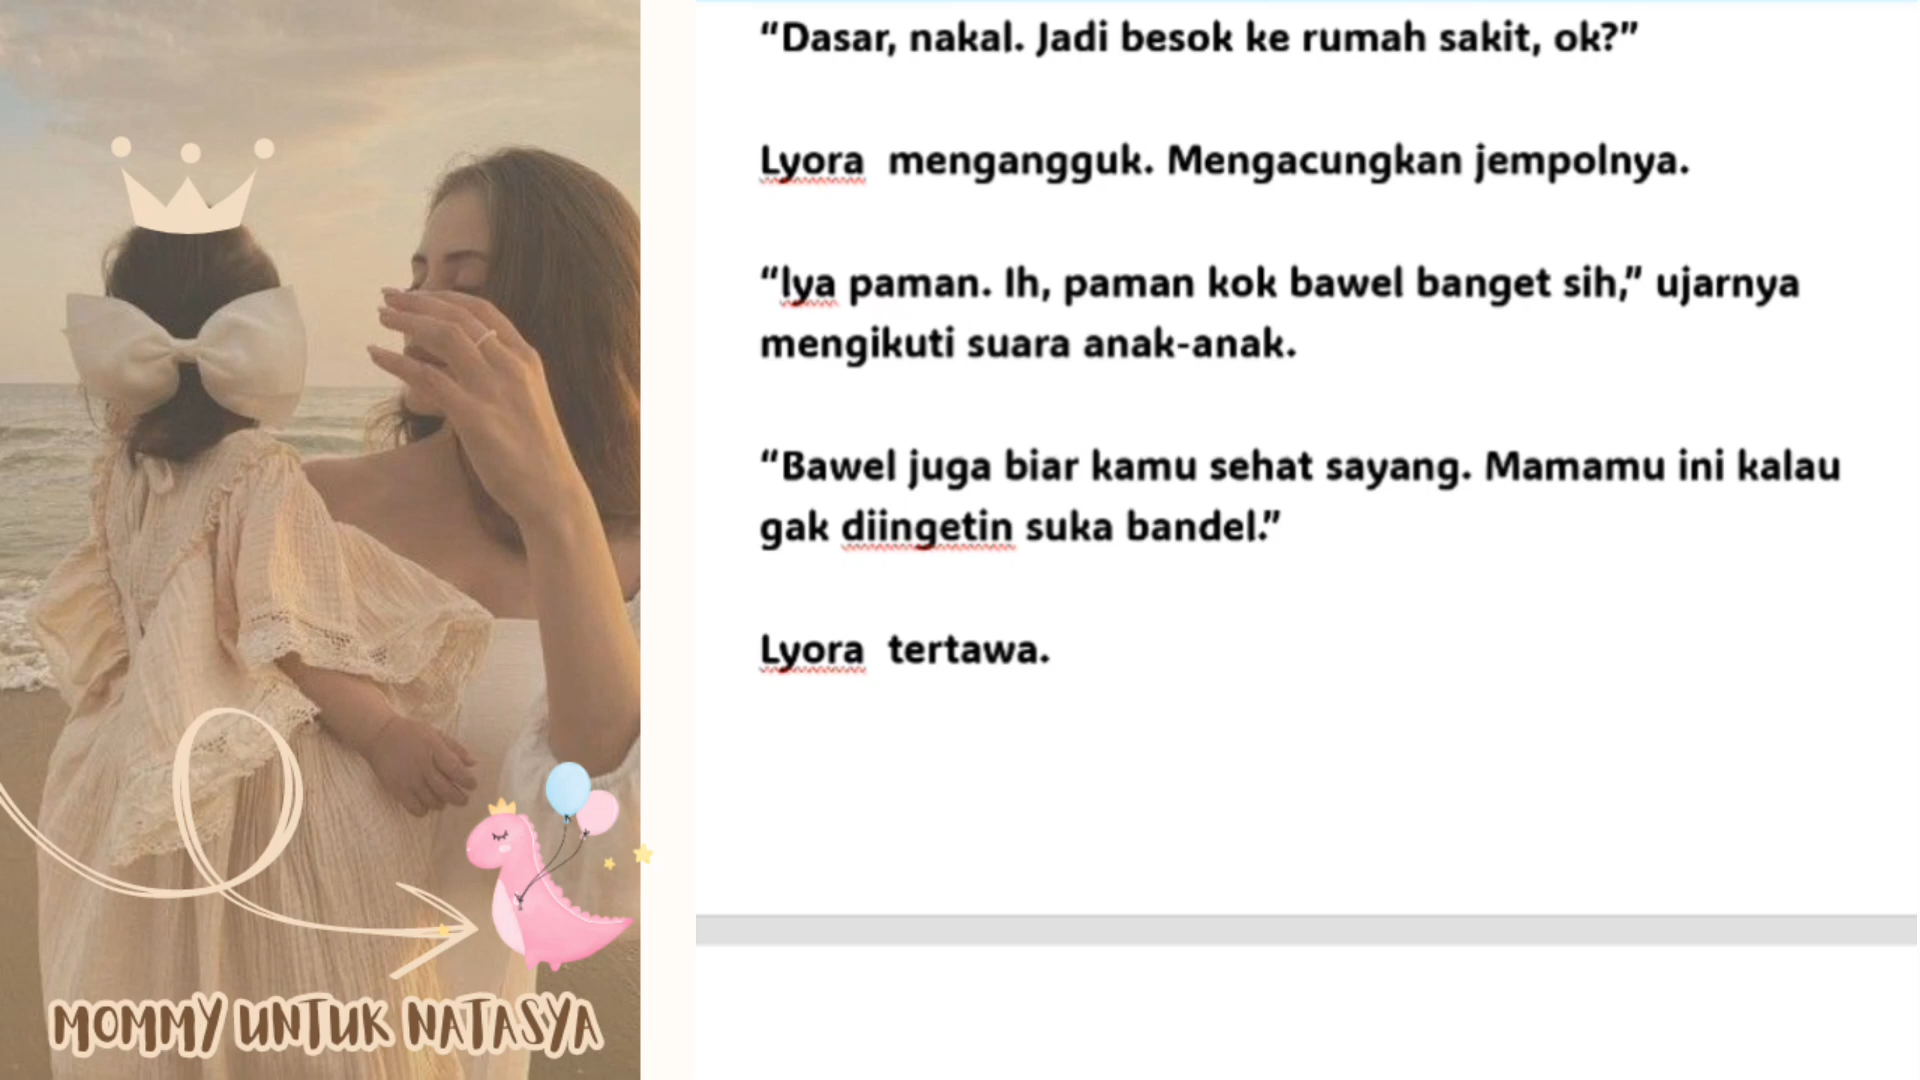 “Dasar, nakal. Jadi besok ke rumah sakit, ok?”
Lyora  mengangguk. Mengacungkan jempolnya.
“Iya paman. Ih, paman kok bawel banget sih,” ujarnya
mengikuti suara anak-anak.
“Bawel juga biar kamu sehat sayang. Mamamu ini kalau
gak diingetin suka bandel.”
Lyora  tertawa.
MOMMY UNTUK NATASYA